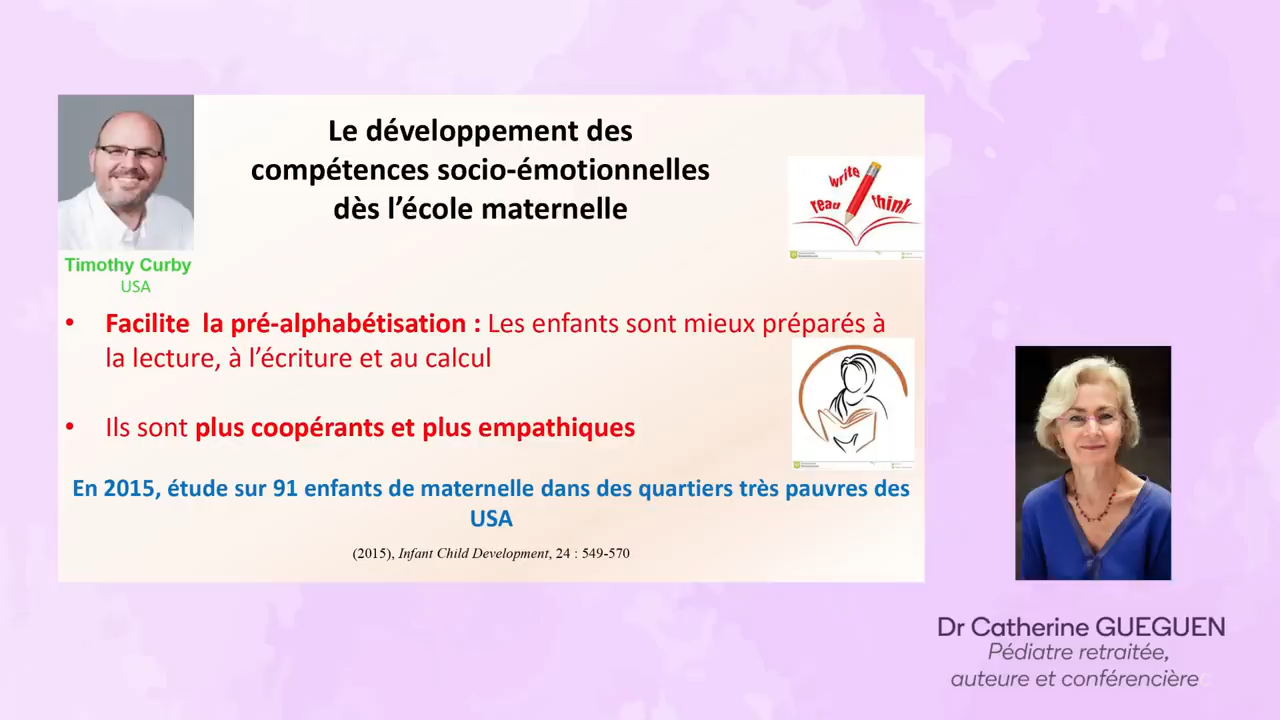 Le développement des
compétences socio-émotionnelles
dès l'école maternelle
write
read
think
Timothy Curby
USA
• Facilite la pré-alphabétisation : Les enfants sont mieux préparés à
la lecture, à l'écriture et au calcul
• Ils sont plus coopérants et plus empathiques
En 2015, étude sur 91 enfants de maternelle dans des quartiers très pauvres des
USA
(2015), Infant Child Development, 24 : 549-570
Dr Catherine GUEGUEN
Pédiatre retraitée,
auteure et conférencière